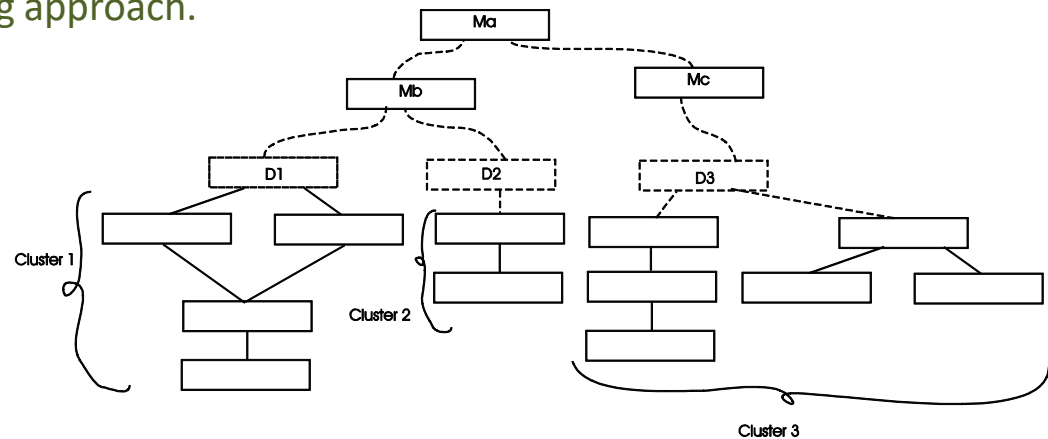 g approach.
Ma
Mb
Mc
D1
D2
D3
Cluster 1
Cluster 2
Cluster 3